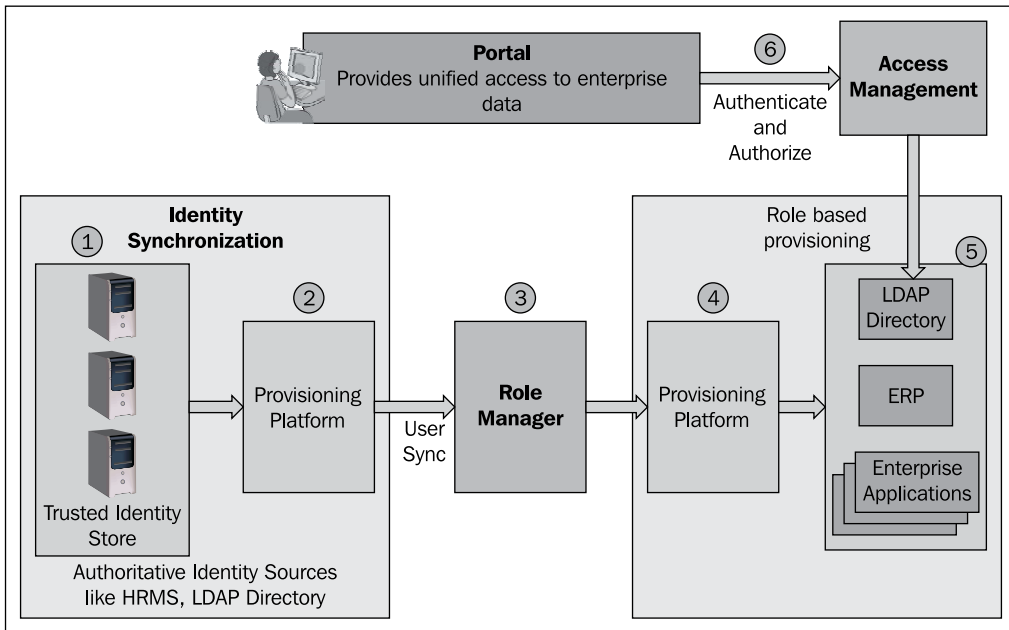 Portal
Provides unified access to enterprise
data
6
Authenticate
and
Authorize
Access
Management
Identity
Synchronization
1
Trusted Identity
Store
2
Provisioning
Platform
Authoritative Identity Sources
like HRMS, LDAP Directory
User
Sync
3
Role
Manager
Role based
provisioning
4
Provisioning
Platform
5
LDAP
Directory
ERP
Enterprise
Applications